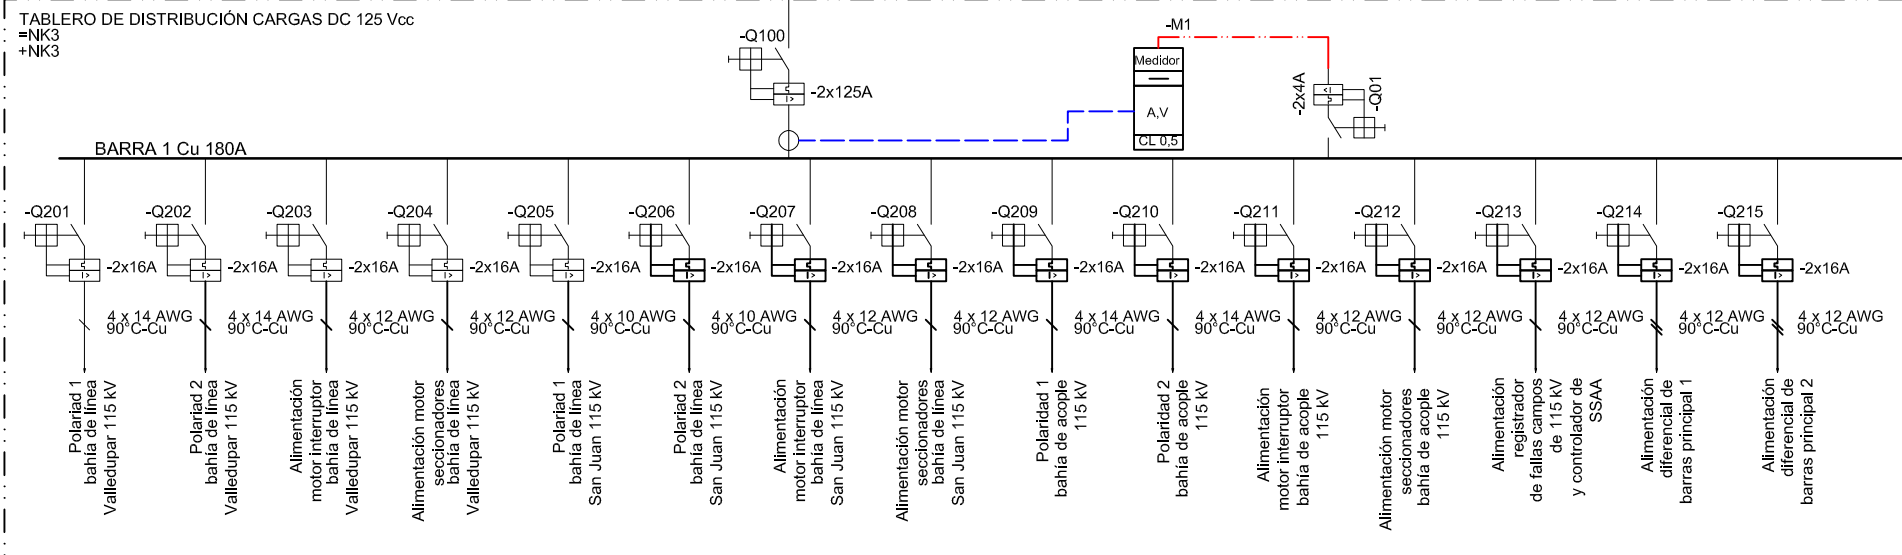 TABLERO DE DISTRIBUCIÓN CARGAS DC 125 Vcc
=NK3
+NK3
-Q100
-2x125A
-M1
Medidor
A,V
CL 0,5
-2x4A
-Q01
BARRA 1 Cu 180A
-Q201
-2x16A
4 x 14 AWG
90°C-Cu
Polariad 1
bahía de línea
Valledupar 115 kV
-Q202
-2x16A
4 x 14 AWG
90°C-Cu
Polariad 2
bahía de línea
Valledupar 115 kV
-Q203
-2x16A
4 x 12 AWG
90°C-Cu
Alimentación
motor interruptor
bahía de línea
Valledupar 115 kV
-Q204
-2x16A
4 x 12 AWG
90°C-Cu
Alimentación motor
seccionadores
bahía de línea
Valledupar 115 kV
-Q205
-2x16A
4 x 10 AWG
90°C-Cu
Polariad 1
bahía de línea
San Juan 115 kV
-Q206
-2x16A
4 x 10 AWG
90°C-Cu
Polariad 2
bahía de línea
San Juan 115 kV
-Q207
-2x16A
4 x 12 AWG
90°C-Cu
Alimentación
motor interruptor
bahía de línea
San Juan 115 kV
-Q208
-2x16A
4 x 12 AWG
90°C-Cu
Alimentación motor
seccionadores
bahía de línea
San Juan 115 kV
-Q209
-2x16A
4 x 14 AWG
90°C-Cu
Polaridad 1
bahía de acople
115 kV
-Q210
-2x16A
4 x 14 AWG
90°C-Cu
Polaridad 2
bahía de acople
115 kV
-Q211
-2x16A
4 x 12 AWG
90°C-Cu
Alimentación
motor interruptor
bahía de acople
115 kV
-Q212
-2x16A
4 x 12 AWG
90°C-Cu
Alimentación motor
seccionadores
bahía de acople
115 kV
-Q213
-2x16A
4 x 12 AWG
90°C-Cu
Alimentación
registrador
de fallas campos
de 115 kV
y controlador de
SSAA
-Q214
-2x16A
4 x 12 AWG
90°C-Cu
Alimentación
diferencial de
barras principal 1
-Q215
-2x16A
4 x 12 AWG
90°C-Cu
Alimentación
diferencial de
barras principal 2